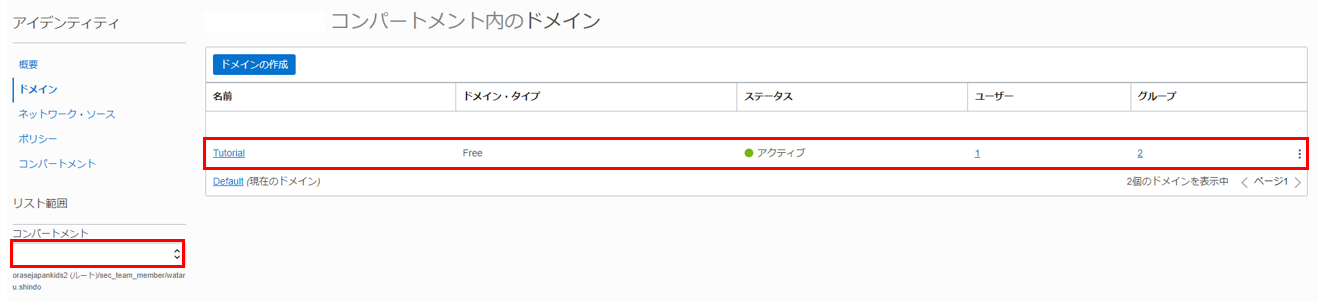 アイデンティティ
コンパートメント内のドメイン
概要
ドメイン
ネットワーク・ソース
ポリシー
コンパートメント
リスト範囲
コンパートメント
orasejapankids2 (ルート)/sec_team_member/watar
u.shindo
ドメインの作成
名前 ドメイン・タイプ ステータス ユーザー グループ
Tutorial Free アクティブ 1 2
Default (現在のドメイン) 2個のドメインを表示中 ページ1